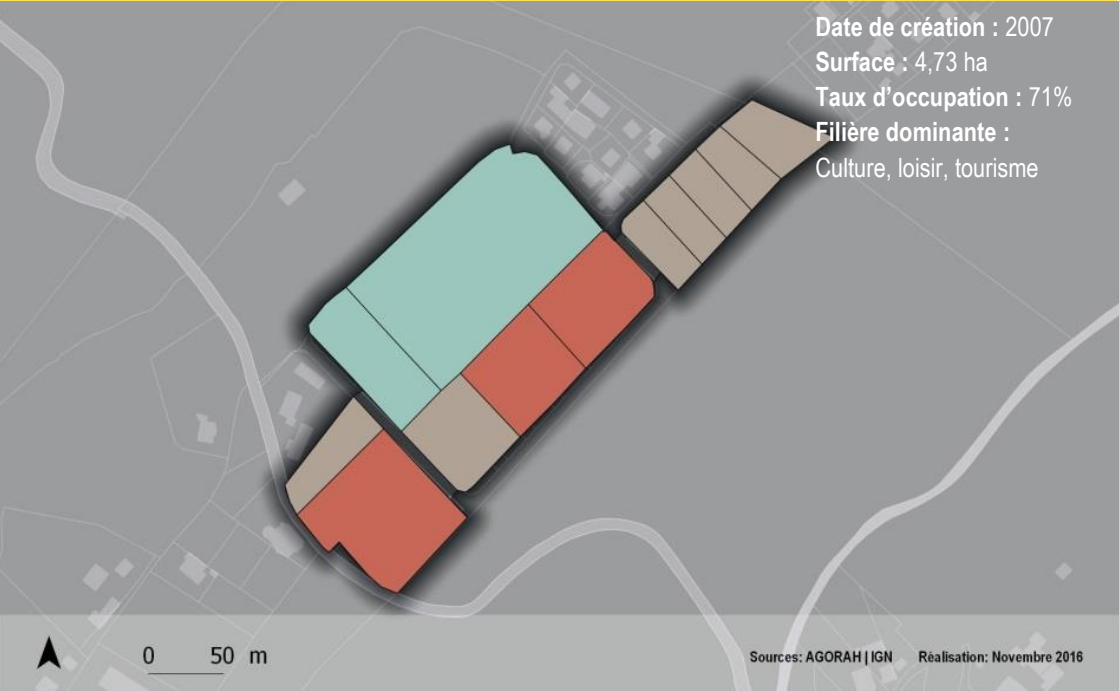 Date de création : 2007
Surface : 4,73 ha
Taux d'occupation : 71%
Filière dominante :
Culture, loisir, tourisme
0 50 m
Sources: AGORAH | IGN Réalisation: Novembre 2016